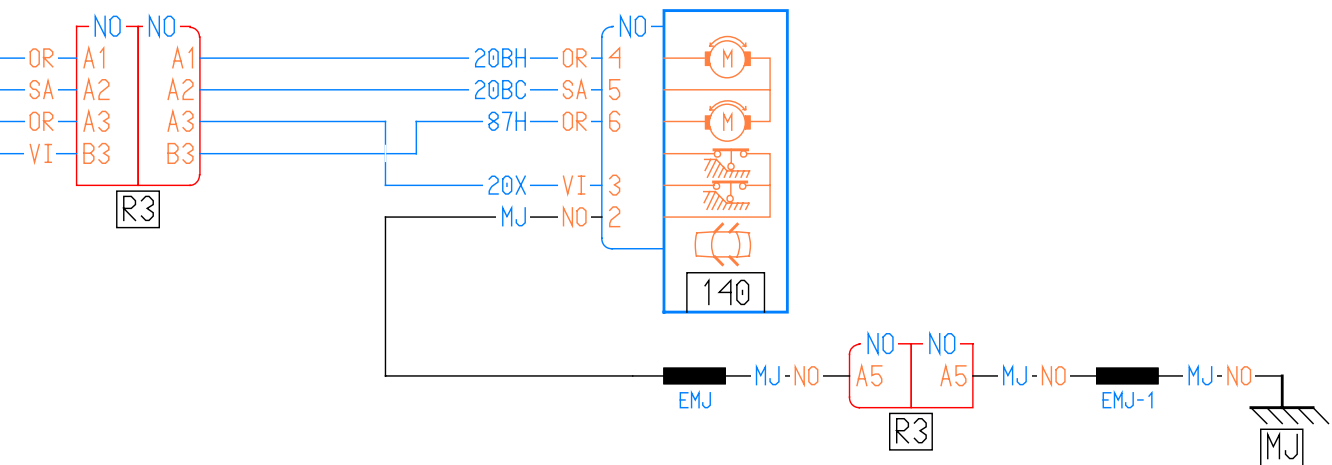 NO NO NO
OR A1 A1 20BH OR 4 M
SA A2 A2 20BC SA 5
OR A3 A3 87H OR 6 M
VI B3 B3
20X VI 3
R3 MJ NO 2
140
NO NO
MJ-NO A5 A5 MJ-NO MJ-NO
EMJ EMJ-1
R3 MJ